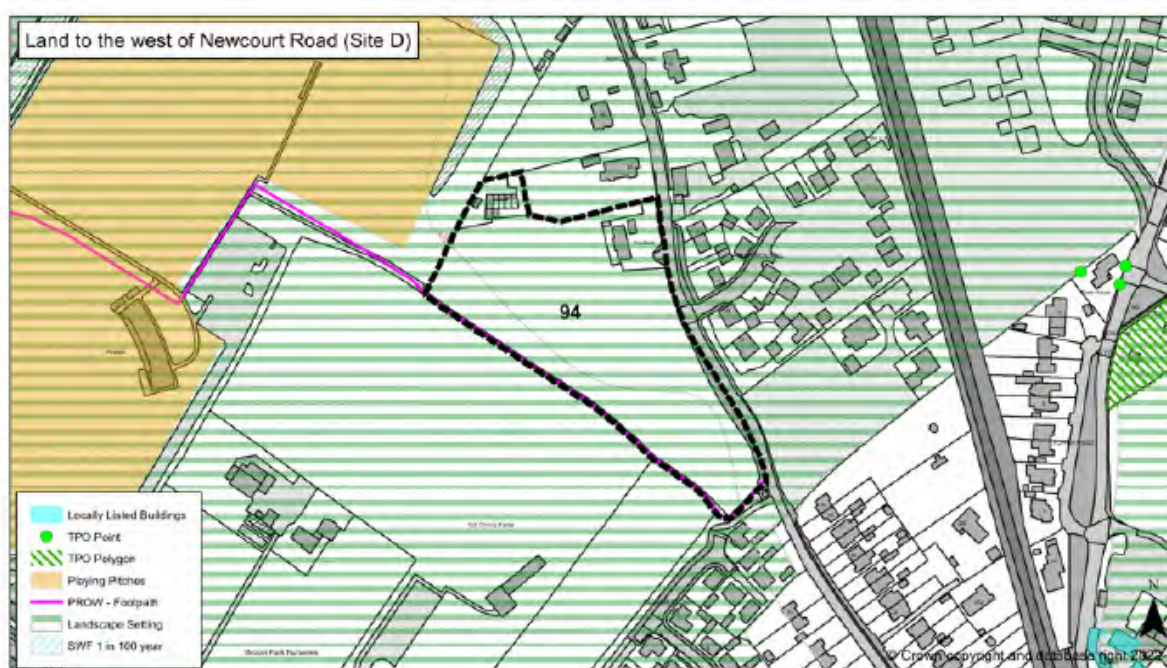 Land to the west of Newcourt Road (Site D)
94
Locally Listed Buildings
TPO Point
TPO Polygon
Playing Pitches
PROW - Footpath
Landscape Setting
SWF 1 in 100 year
N
© Crown copyright and database right 2022